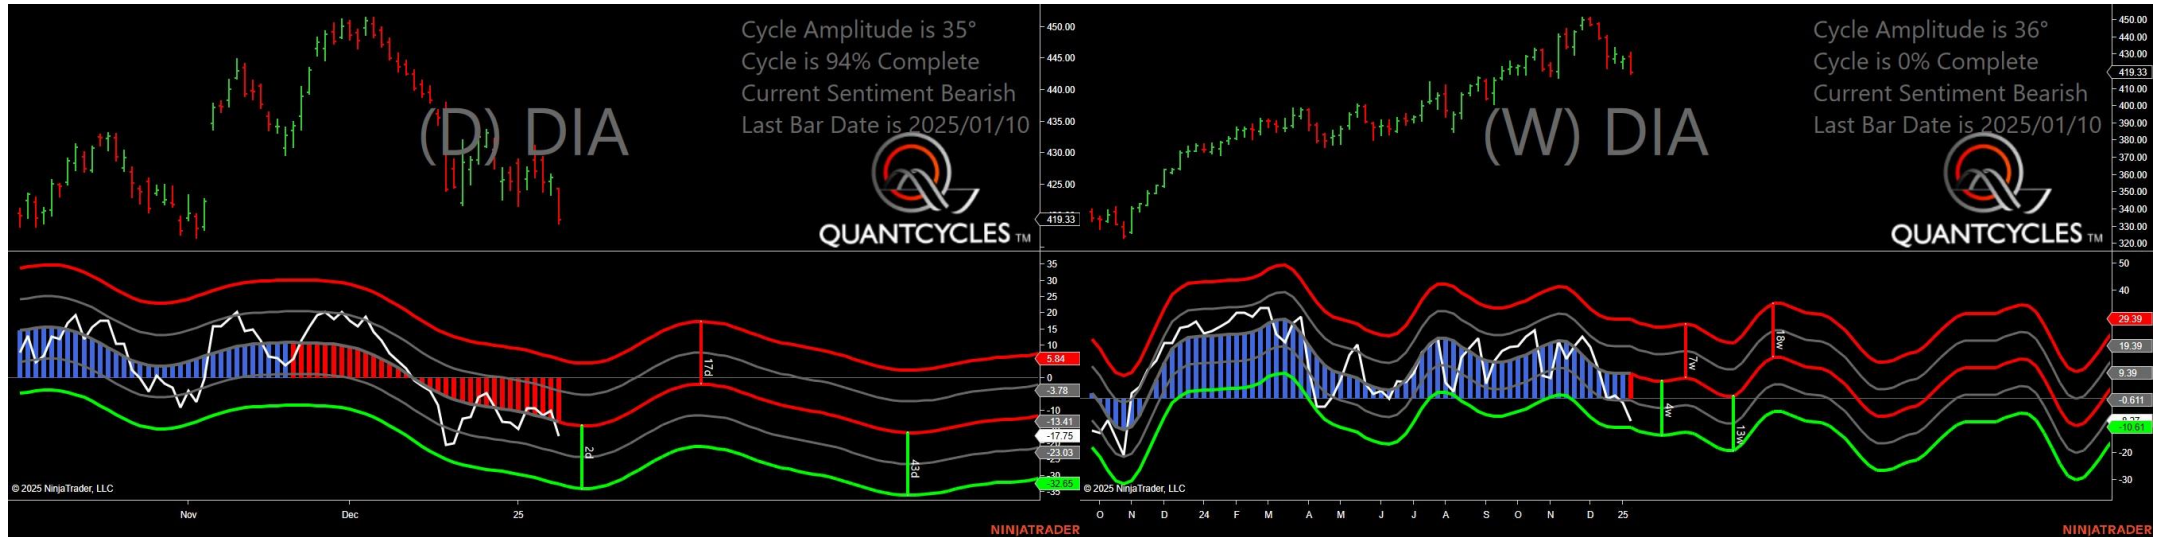 Cycle Amplitude is 35°
Cycle is 94% Complete
Current Sentiment Bearish
Last Bar Date is 2025/01/10
(D) DIA
QUANTCYCLES TM
450.00
445.00
440.00
435.00
430.00
425.00
419.33
35
30
25
20
15
10
5.84
0
-3.78
-10
-13.41
-17.75
-23.03
-30
-32.65
-35
17d
2d
43d
© 2025 NinjaTrader, LLC
Nov
Dec
25
NINJATRADER
Cycle Amplitude is 36°
Cycle is 0% Complete
Current Sentiment Bearish
Last Bar Date is 2025/01/10
(W) DIA
QUANTCYCLES TM
450.00
440.00
430.00
419.33
410.00
400.00
390.00
380.00
370.00
360.00
350.00
340.00
330.00
320.00
50
40
29.39
19.39
9.39
-0.611
-10.61
-20
-30
7w
18w
4w
13w
© 2025 NinjaTrader, LLC
O N D 24 F M A M J J A S O N D 25
NINJATRADER